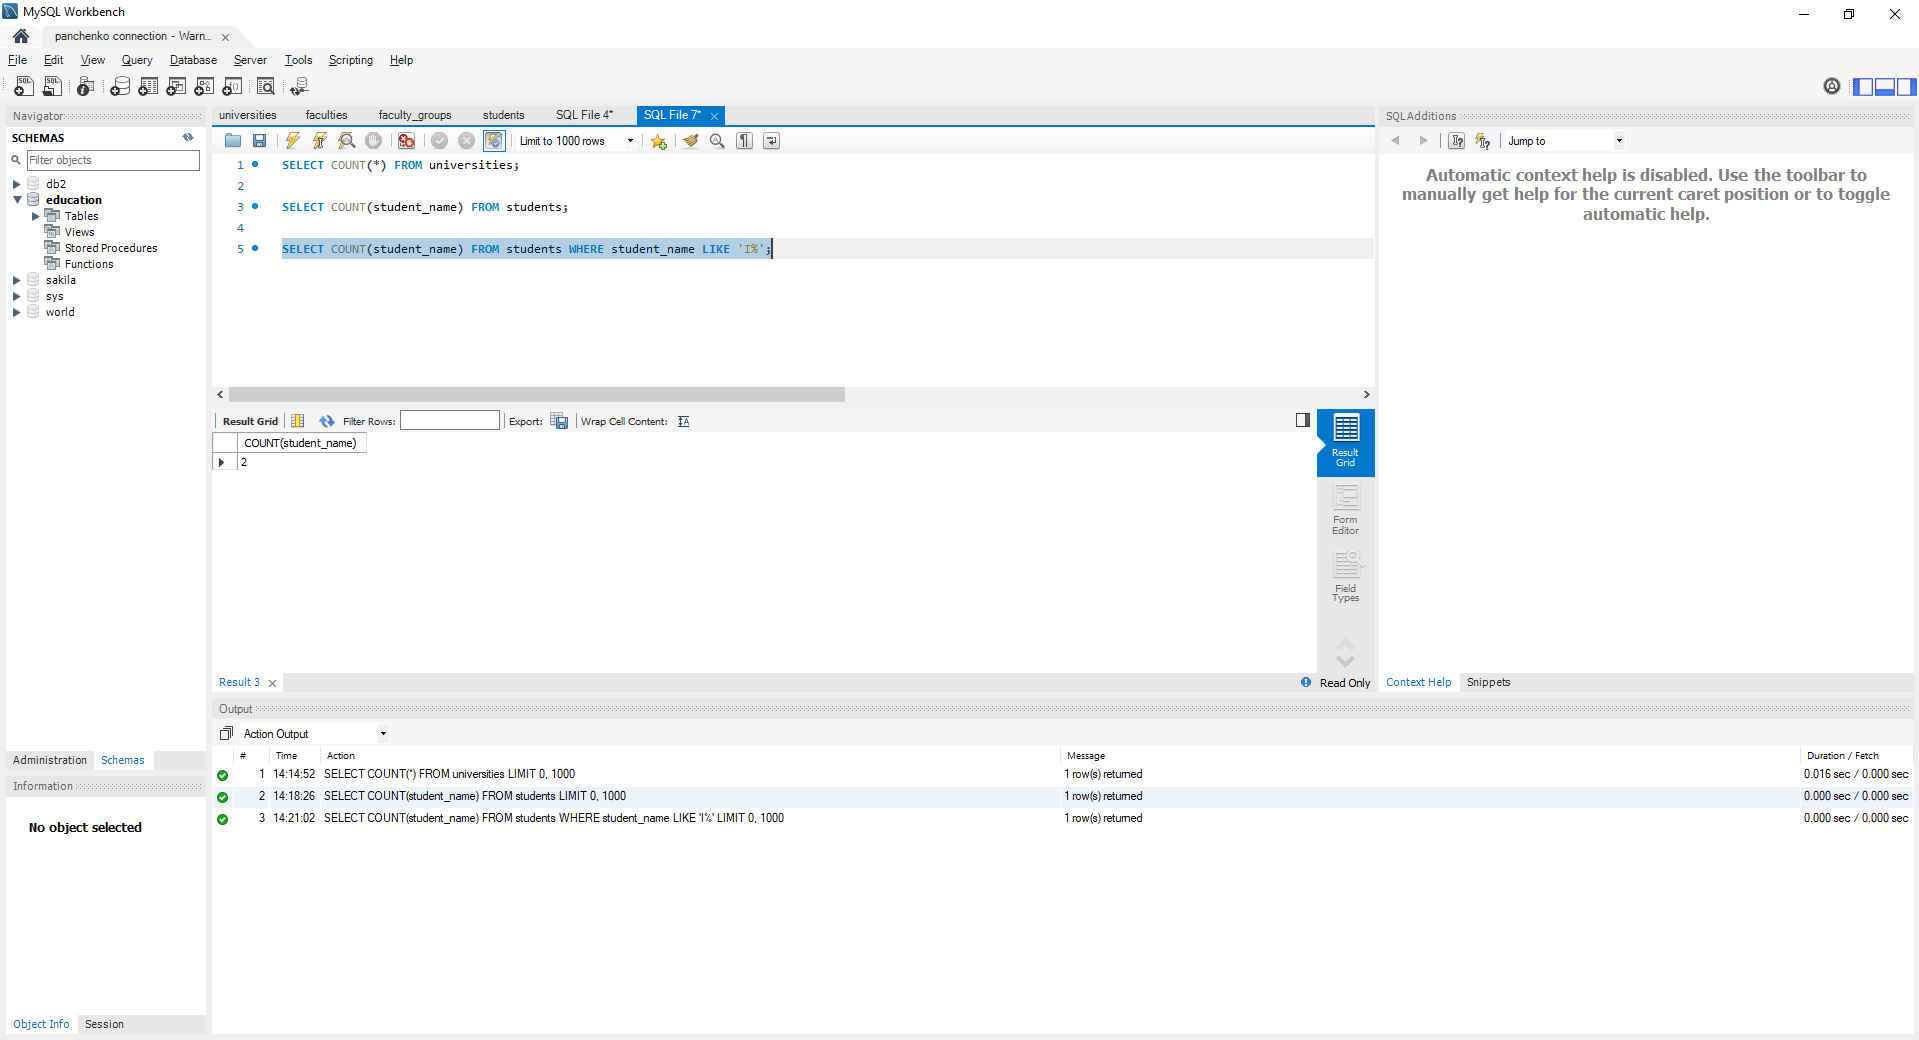 MySQL Workbench
panchenko connection - Warn...
File Edit View Query Database Server Tools Scripting Help
Navigator
SCHEMAS
Filter objects
db2
education
Tables
Views
Stored Procedures
Functions
sakila
sys
world
Administration Schemas
Information
No object selected
Object Info Session
universities faculties faculty_groups students SQL File 4* SQL File 7*
Limit to 1000 rows
1 SELECT COUNT(*) FROM universities;
2
3 SELECT COUNT(student_name) FROM students;
4
5 SELECT COUNT(student_name) FROM students WHERE student_name LIKE 'I%';
Result Grid Filter Rows: Export: Wrap Cell Content:
COUNT(student_name)
2
Result Grid
Form Editor
Field Types
Result 3
Read Only
SQLAdditions
Jump to
Automatic context help is disabled. Use the toolbar to
manually get help for the current caret position or to toggle
automatic help.
Context Help Snippets
Output
Action Output
# Time Action Message Duration / Fetch
1 14:14:52 SELECT COUNT(*) FROM universities LIMIT 0, 1000 1 row(s) returned 0.016 sec / 0.000 sec
2 14:18:26 SELECT COUNT(student_name) FROM students LIMIT 0, 1000 1 row(s) returned 0.000 sec / 0.000 sec
3 14:21:02 SELECT COUNT(student_name) FROM students WHERE student_name LIKE 'I%' LIMIT 0, 1000 1 row(s) returned 0.000 sec / 0.000 sec